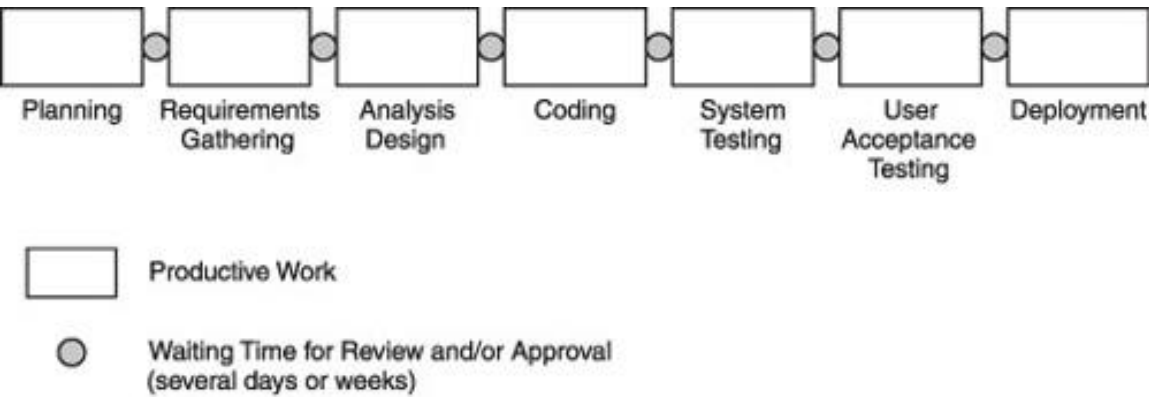 Planning
Requirements
Gathering
Analysis
Design
Coding
System
Testing
User
Acceptance
Testing
Deployment
Productive Work
Waiting Time for Review and/or Approval
(several days or weeks)